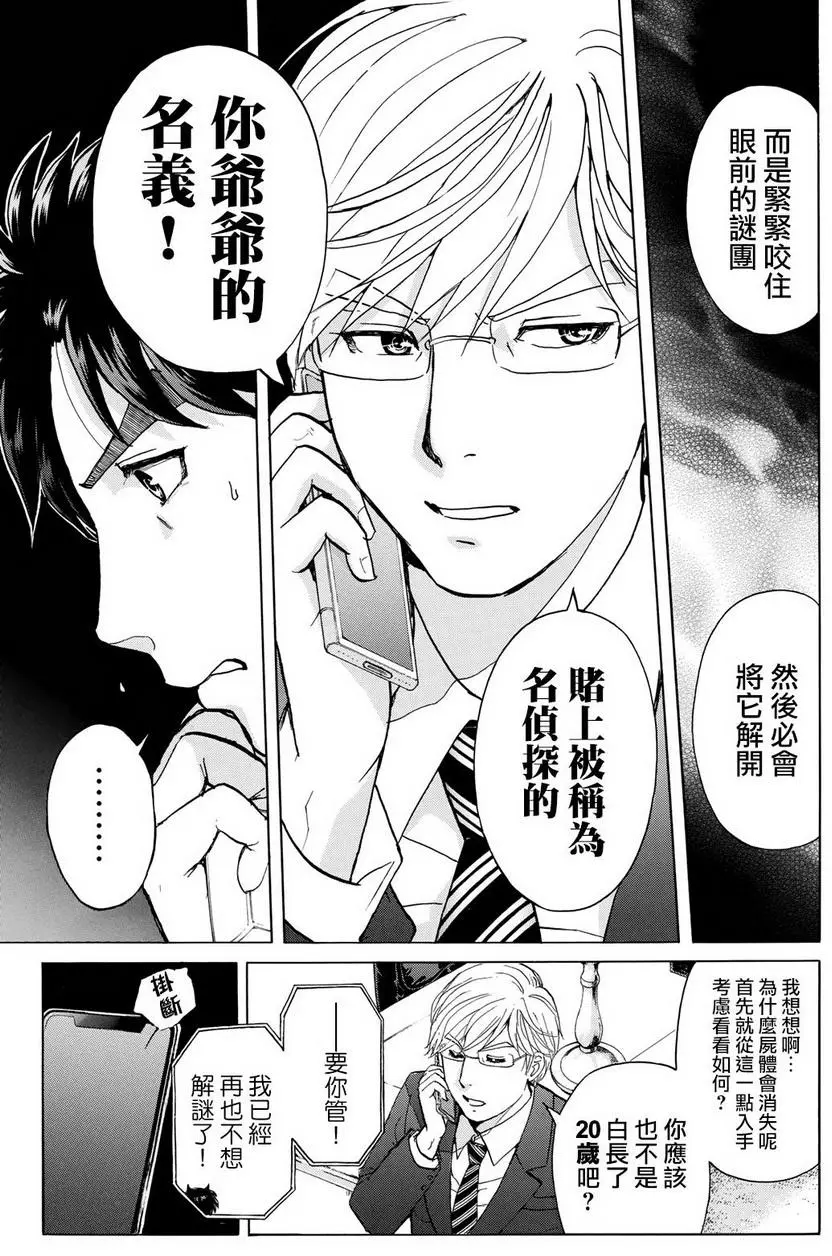 而是緊緊咬住
眼前的謎團
然後必會
將它解開
賭上被稱為
名偵探的
你爺爺的
名義！
………
我想想啊…
為什麼屍體會消失呢
首先就從這一點入手
考慮看看如何？
你應該
也不是
白長了
20歲吧？
——要你管！
我已經
再也不想
解謎了！
掛斷